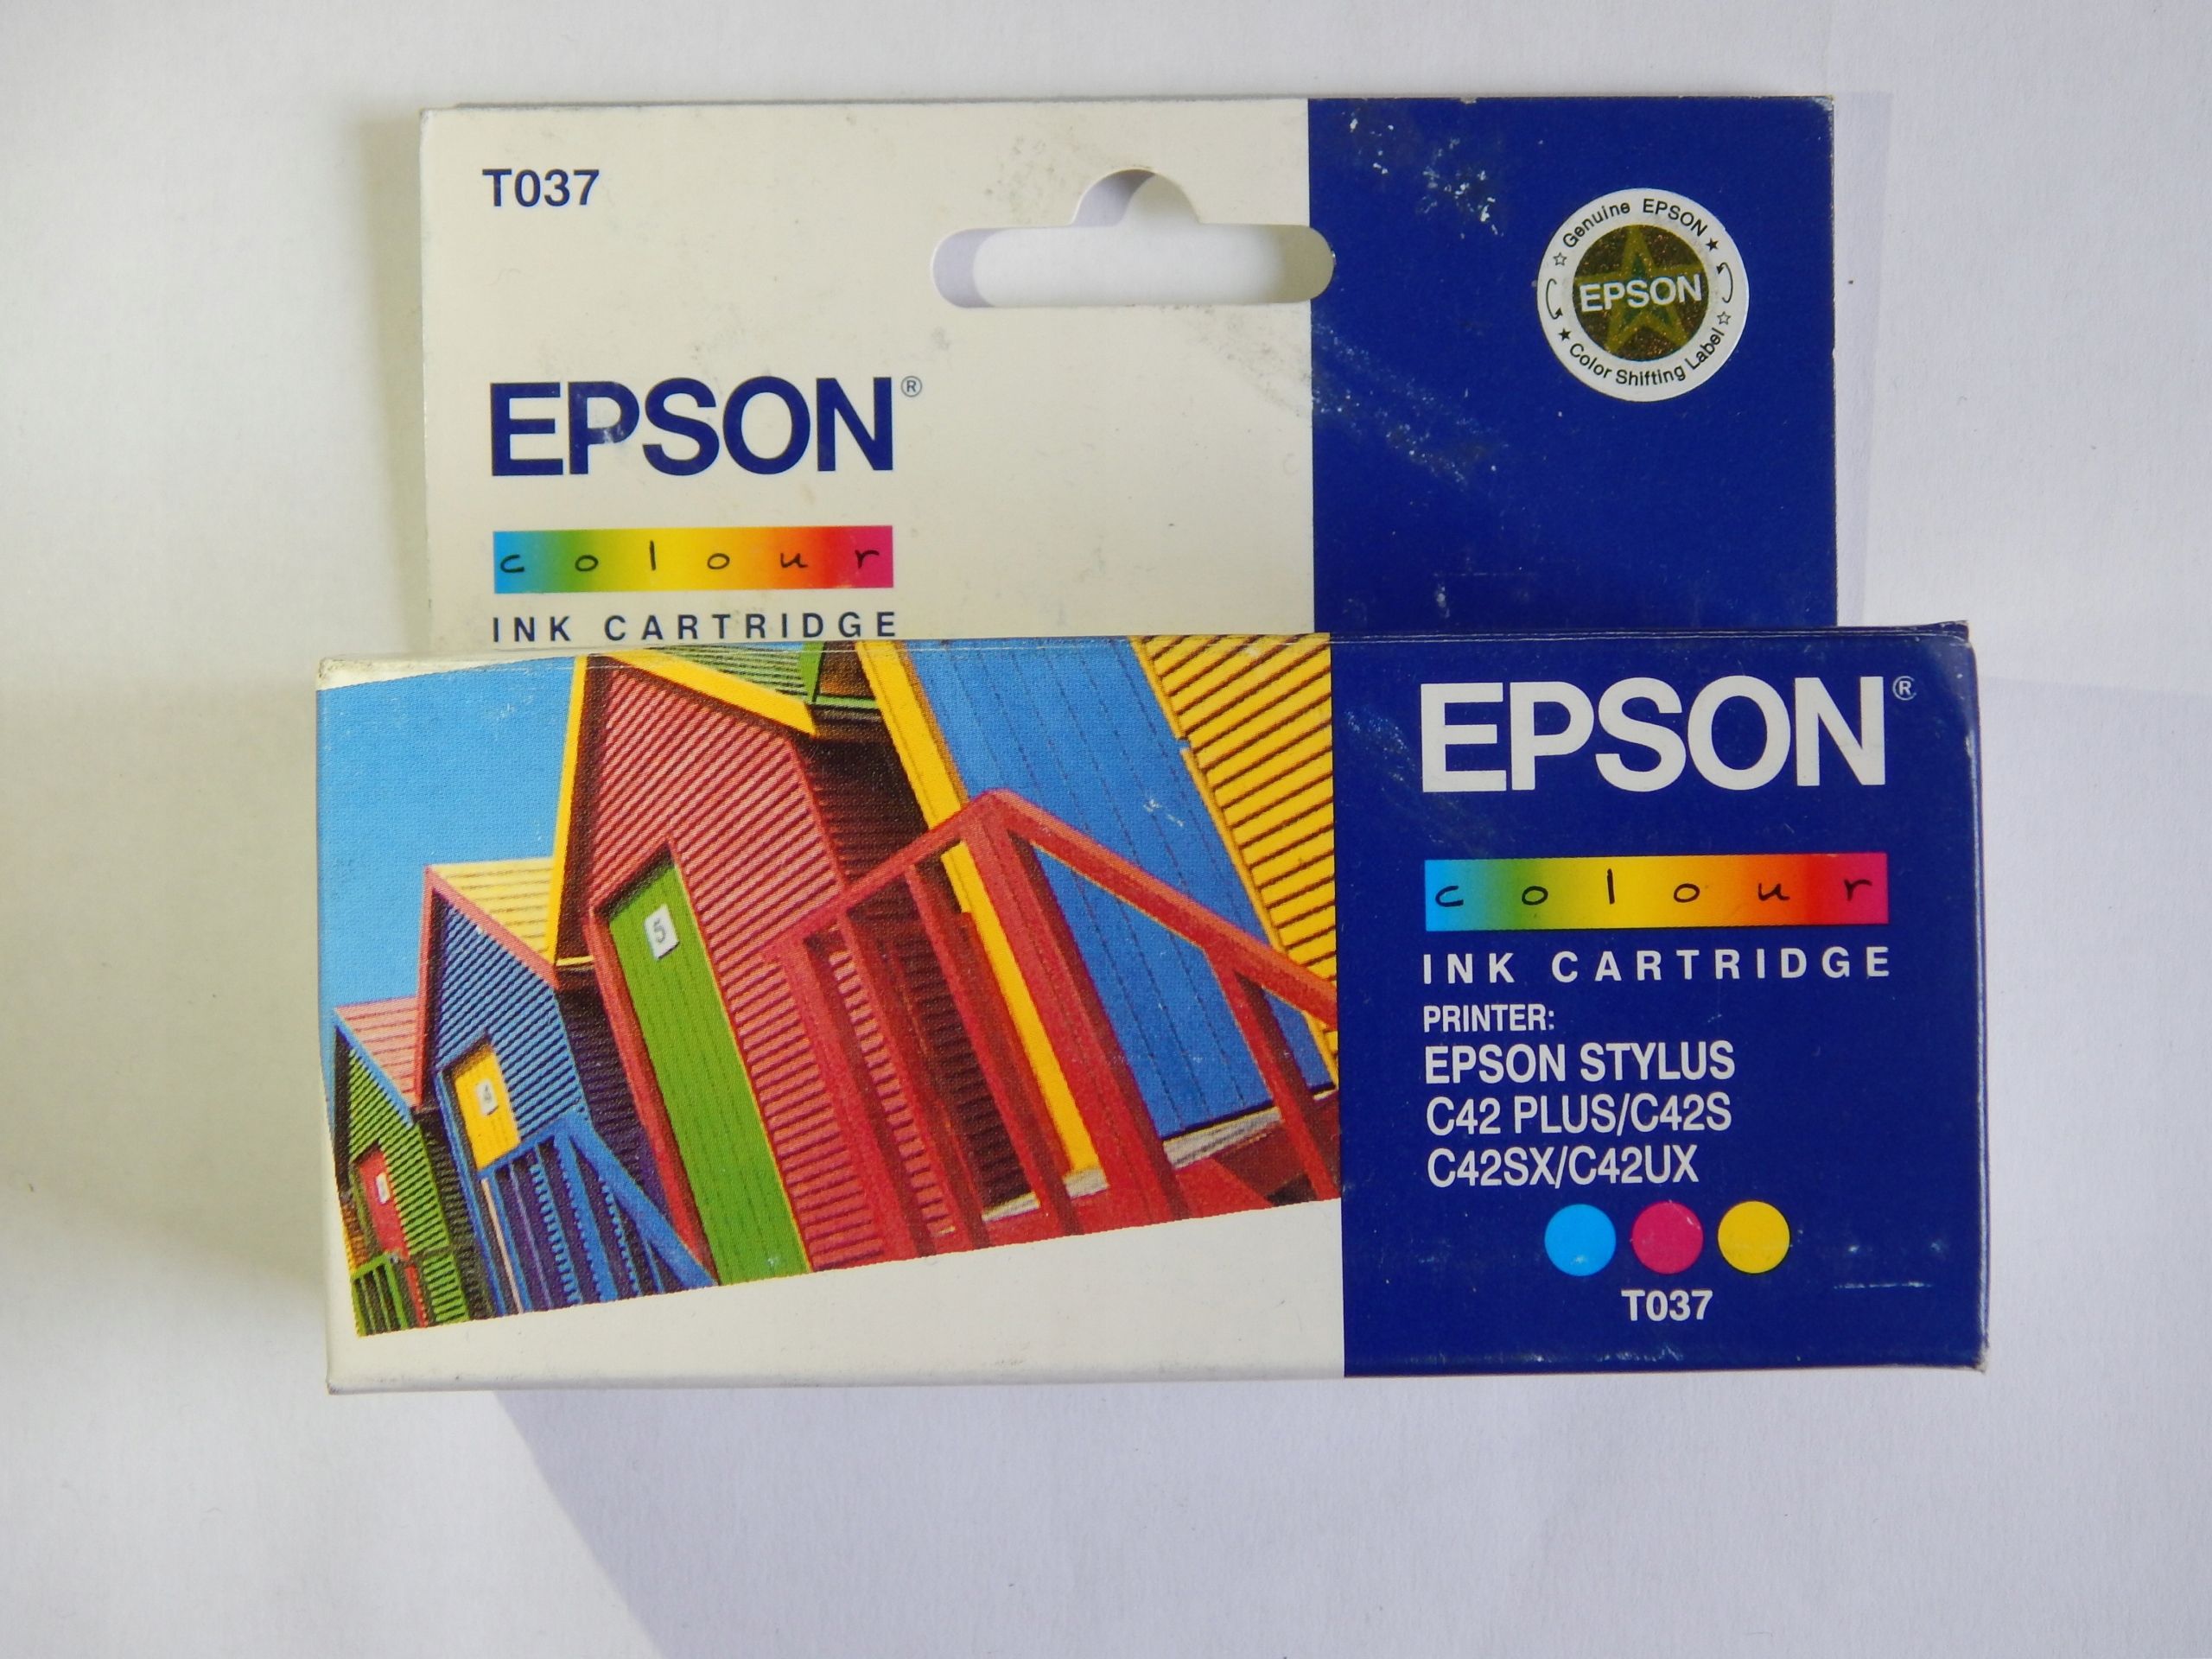 T037
Genuine EPSON
EPSON
Color Shifting Label
EPSON®
colour
INK CARTRIDGE
EPSON®
colour
INK CARTRIDGE
PRINTER:
EPSON STYLUS
C42 PLUS/C42S
C42SX/C42UX
T037
5
4